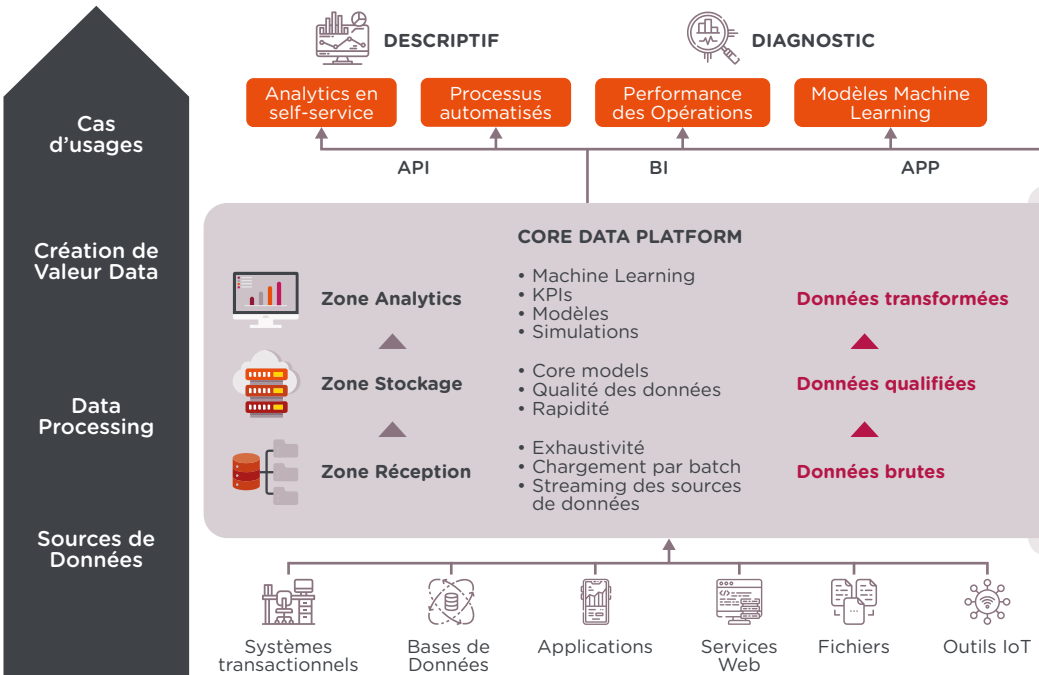 DESCRIPTIF
DIAGNOSTIC
Analytics en
self-service
Processus
automatisés
Performance
des Opérations
Modèles Machine
Learning
Cas
d'usages
API
BI
APP
Création de
Valeur Data
CORE DATA PLATFORM
Zone Analytics
• Machine Learning
• KPIs
• Modèles
• Simulations
Données transformées
Data
Processing
Zone Stockage
• Core models
• Qualité des données
• Rapidité
Données qualifiées
Zone Réception
• Exhaustivité
• Chargement par batch
• Streaming des sources
de données
Données brutes
Sources de
Données
Systèmes
transactionnels
Bases de
Données
Applications
Services
Web
Fichiers
Outils IoT